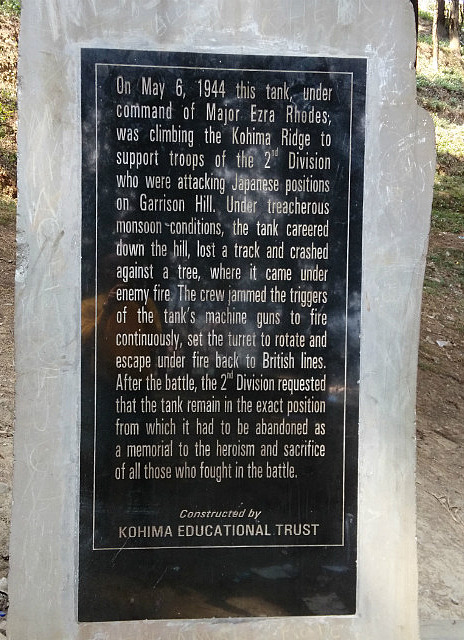 On May 6, 1944 this tank, under
command of Major Ezra Rhodes,
was climbing the Kohima Ridge to
support troops of the 2nd Division
who were attacking Japanese positions
on Garrison Hill. Under treacherous
monsoon conditions, the tank careered
down the hill, lost a track and crashed
against a tree, where it came under
enemy fire. The crew jammed the triggers
of the tank's machine guns to fire
continuously, set the turret to rotate and
escape under fire back to British lines.
After the battle, the 2nd Division requested
that the tank remain in the exact position
from which it had to be abandoned as
a memorial to the heroism and sacrifice
of all those who fought in the battle.
Constructed by
KOHIMA EDUCATIONAL TRUST